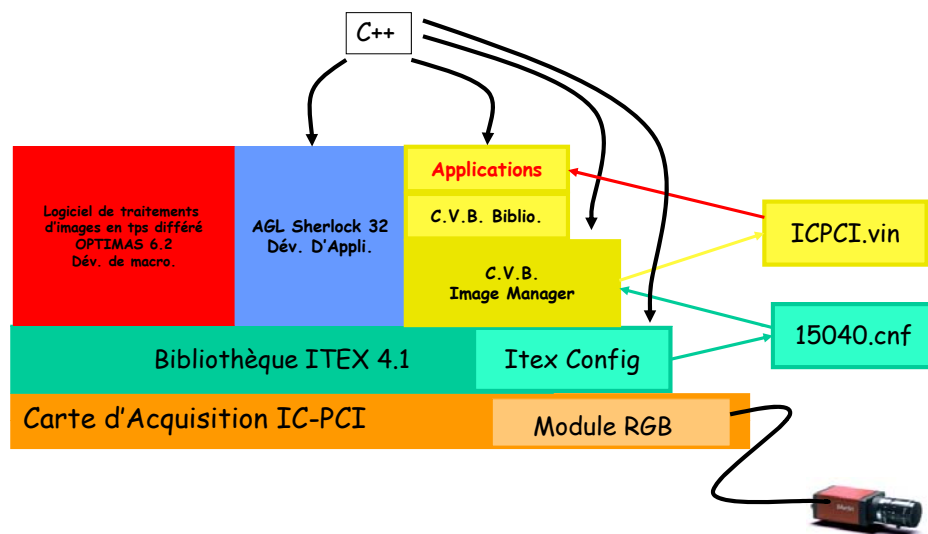 C++
Logiciel de traitements
d'images en tps différé
OPTIMAS 6.2
Dév. de macro.
AGL Sherlock 32
Dév. D'Appli.
Applications
C.V.B. Biblio.
C.V.B.
Image Manager
ICPCI.vin
15040.cnf
Bibliothèque ITEX 4.1
Itex Config
Carte d'Acquisition IC-PCI
Module RGB